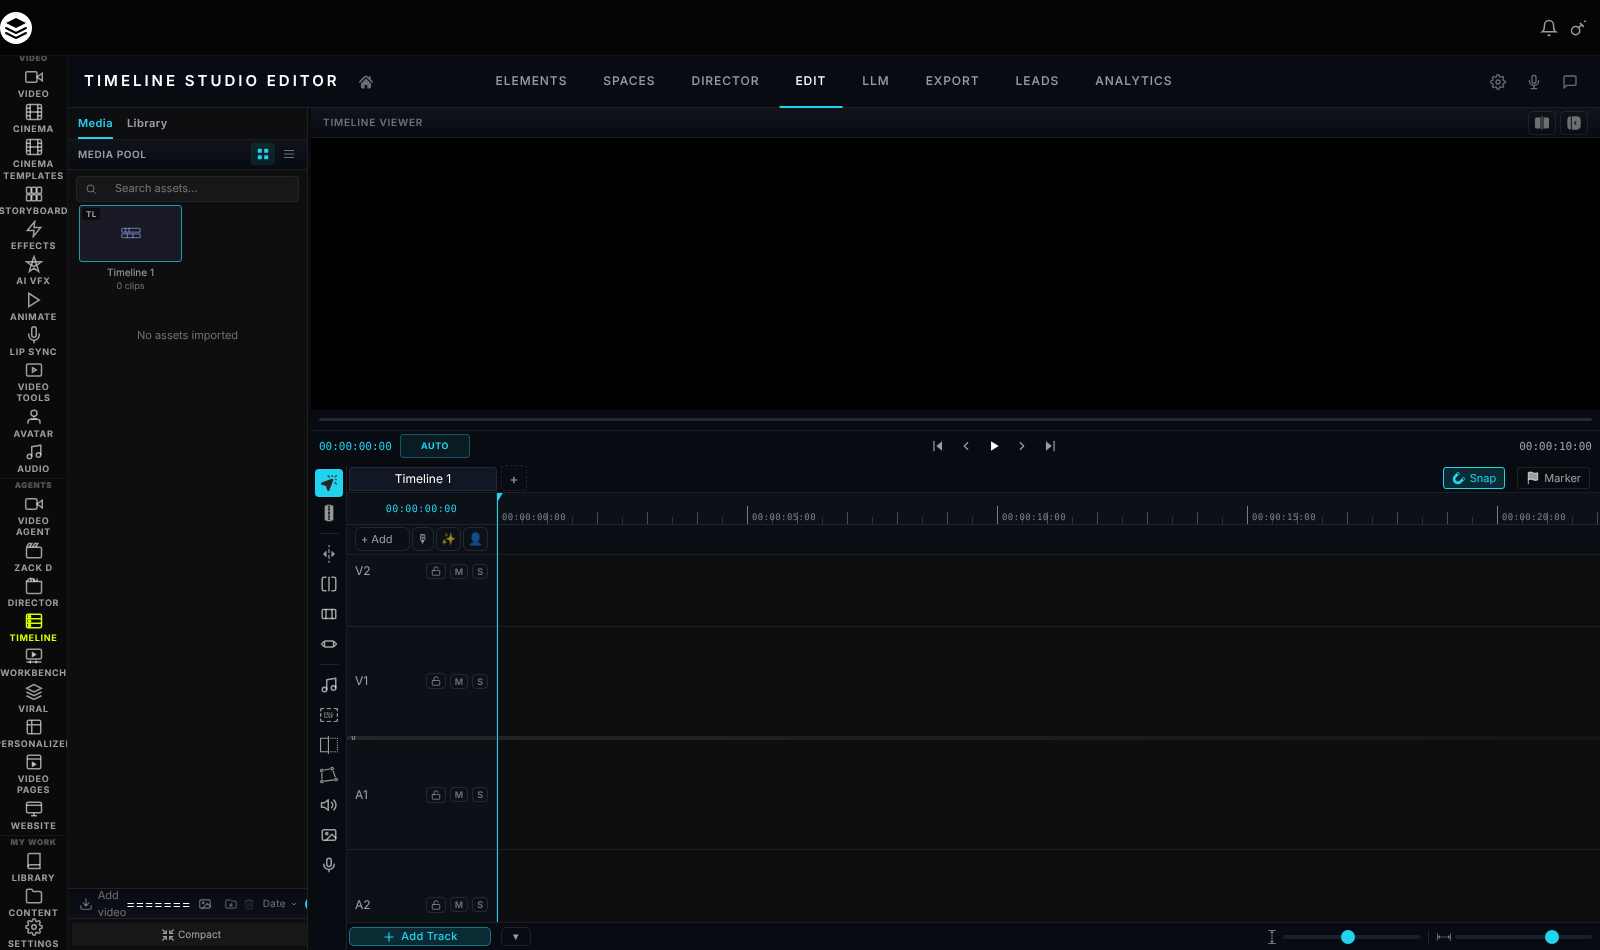 VIDEO
VIDEO
CINEMA
CINEMA
TEMPLATES
STORYBOARD
EFFECTS
AI VFX
ANIMATE
LIP SYNC
VIDEO
TOOLS
AVATAR
AUDIO
AGENTS
VIDEO
AGENT
ZACK D
DIRECTOR
TIMELINE
WORKBENCH
VIRAL
PERSONALIZE
VIDEO
PAGES
WEBSITE
MY WORK
LIBRARY
CONTENT
SETTINGS
TIMELINE STUDIO EDITOR
ELEMENTS SPACES DIRECTOR EDIT LLM EXPORT LEADS ANALYTICS
Media Library
MEDIA POOL
Search assets...
TL
Timeline 1
0 clips
No assets imported
Add
video
Date
Compact
TIMELINE VIEWER
00:00:00:00 AUTO 00:00:10:00
Timeline 1 + Snap Marker
00:00:00:00
00:00:00:00 00:00:05:00 00:00:10:00 00:00:15:00 00:00:20:00
+ Add
V2 M S
V1 M S
A1 M S
A2 M S
+ Add Track